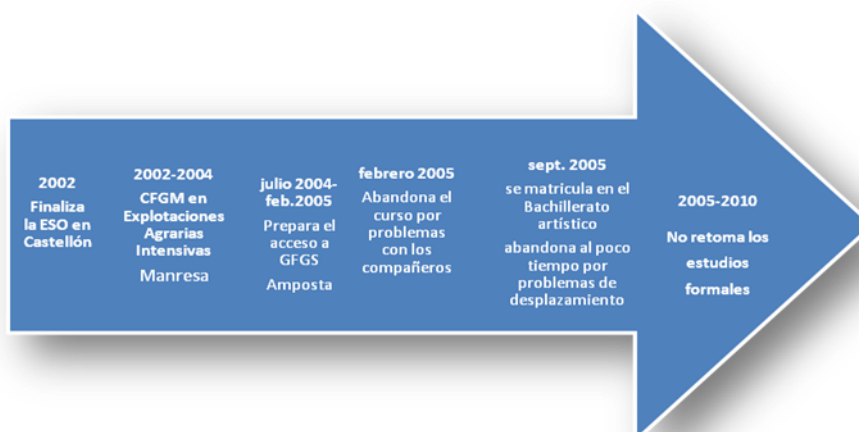 2002
Finaliza
la ESO en
Castellón
2002-2004
CFGM en
Explotaciones
Agrarias
Intensivas
Manresa
julio 2004-
feb.2005
Prepara el
acceso a
GFGS
Amposta
febrero 2005
Abandona el
curso por
problemas
con los
compañeros
sept. 2005
se matricula en el
Bachillerato
artístico
abandona al poco
tiempo por
problemas de
desplazamiento
2005-2010
No retoma los
estudios
formales